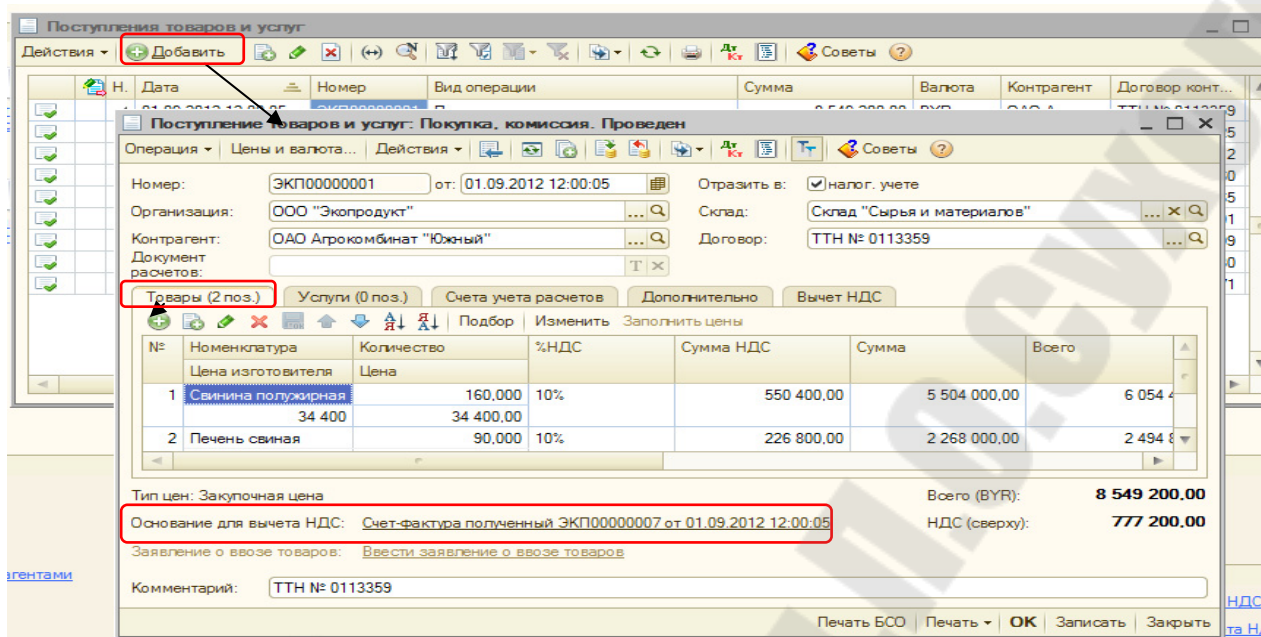 Поступления товаров и услуг
Действия Добавить Советы
Н. Дата Номер Вид операции Сумма Валюта Контрагент Договор конт...
Поступление товаров и услуг: Покупка, комиссия. Проведен
Операция Цены и валюта... Действия Советы
Номер: ЭКП00000001 от: 01.09.2012 12:00:05 Отразить в: налог. учете
Организация: ООО "Экопродукт" Склад: Склад "Сырья и материалов"
Контрагент: ОАО Агрокомбинат "Южный" Договор: ТТН № 0113359
Документ расчетов:
Товары (2 поз.) Услуги (0 поз.) Счета учета расчетов Дополнительно Вычет НДС
Подбор Изменить Заполнить цены
№ Номенклатура Количество %НДС Сумма НДС Сумма Всего
Цена изготовителя Цена
1 Свинина полужирная 160,000 10% 550 400,00 5 504 000,00 6 054
34 400 34 400,00
2 Печень свиная 90,000 10% 226 800,00 2 268 000,00 2 494
Тип цен: Закупочная цена Всего (BYR): 8 549 200,00
Основание для вычета НДС: Счет-фактура полученный ЭКП00000007 от 01.09.2012 12:00:05 НДС (сверху): 777 200,00
Заявление о ввозе товаров: Ввести заявление о ввозе товаров
агентами
Комментарий: ТТН № 0113359
НДС
Печать БСО Печать ОК Записать Закрыть